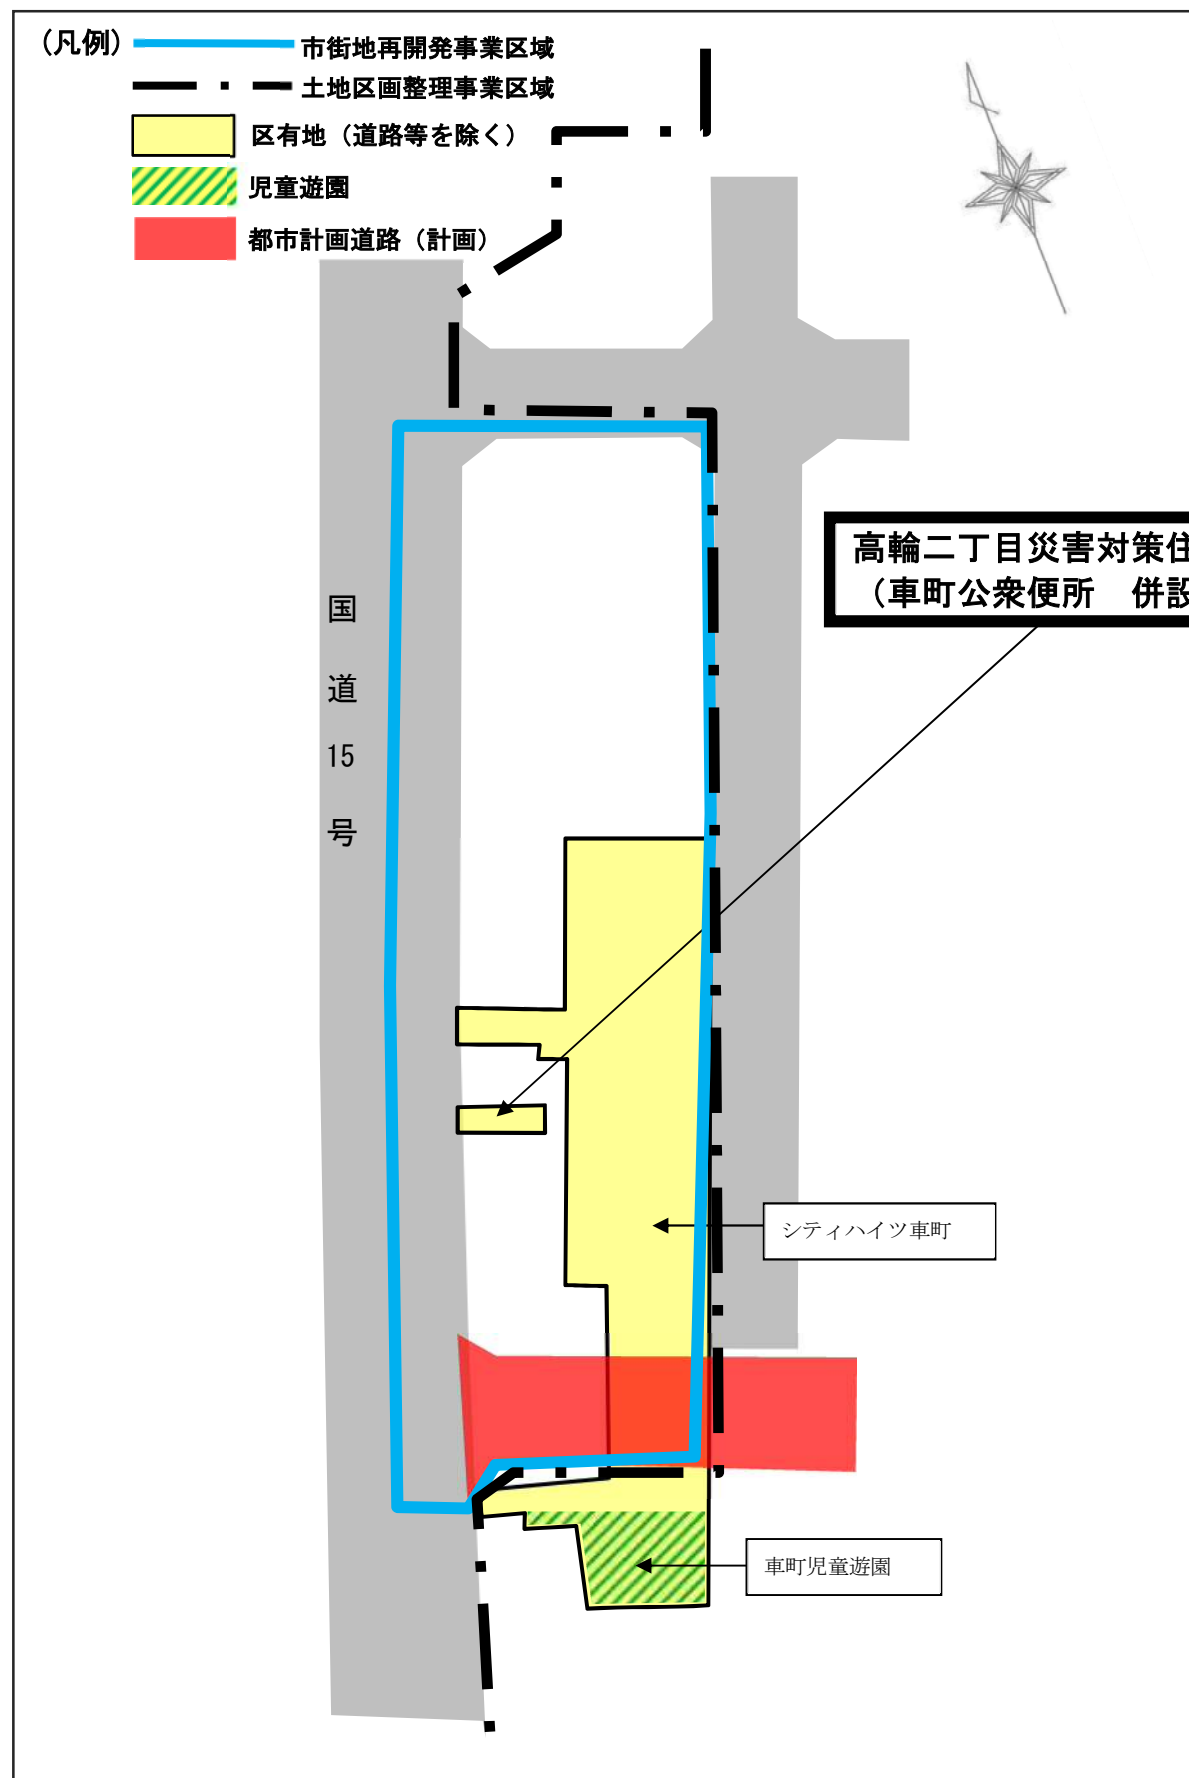 (凡例)
市街地再開発事業区域
土地区画整理事業区域
区有地（道路等を除く）
児童遊園
都市計画道路（計画）
高輪二丁目災害対策住
（車町公衆便所　併設
国
道
15
号
シティハイツ車町
車町児童遊園